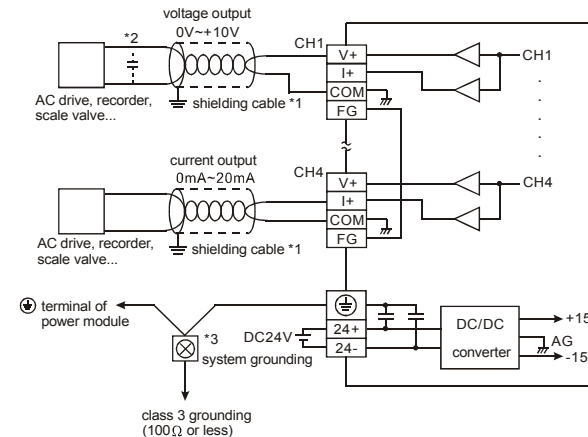 voltage output
0V~+10V
*2
CH1
V+
I+
COM
FG
CH1
AC drive, recorder,
scale valve...
shielding cable *1
current output
0mA~20mA
CH4
V+
I+
COM
FG
CH4
AC drive, recorder,
scale valve...
shielding cable *1
terminal of
power module
*3
system grounding
DC24V
24+
24-
DC/DC
converter
+15
AG
-15
class 3 grounding
(100Ω or less)